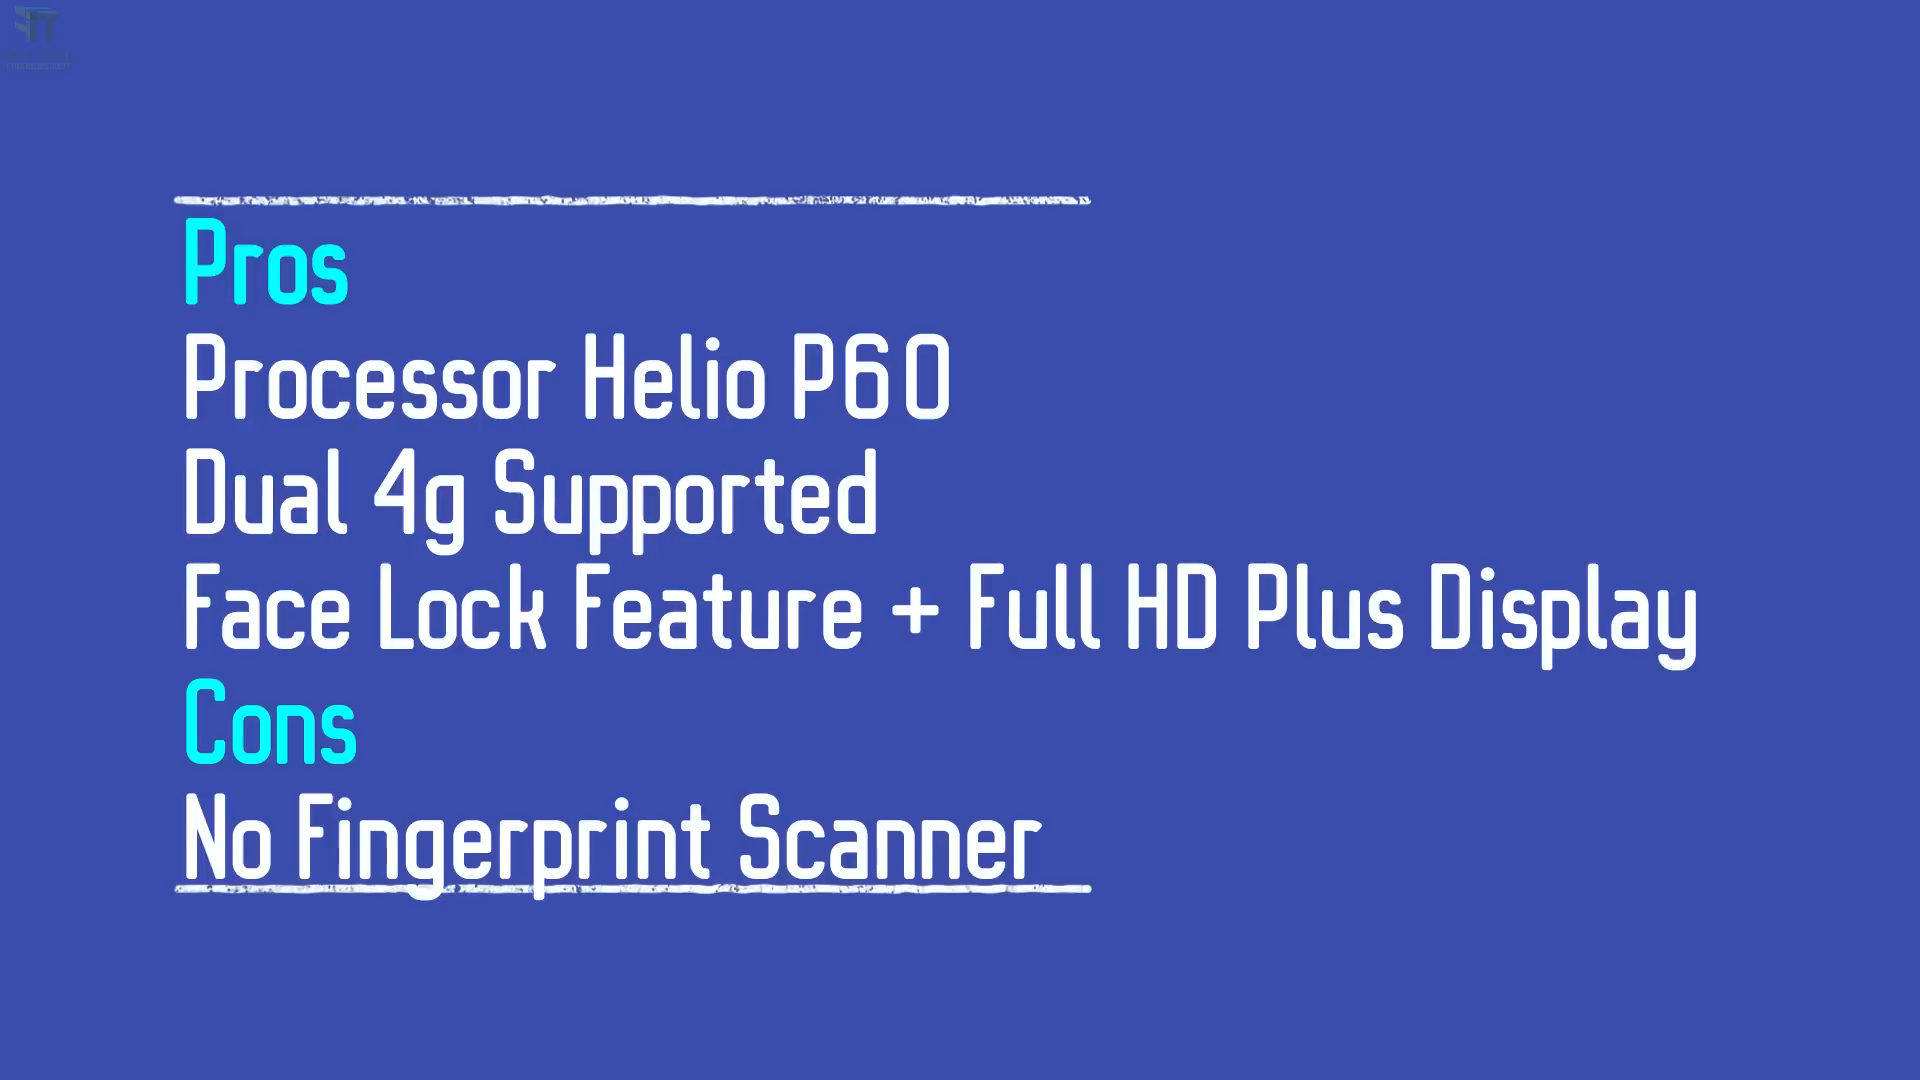 Pros
Processor Helio P60
Dual 4g Supported
Face Lock Feature + Full HD Plus Display
Cons
No Fingerprint Scanner